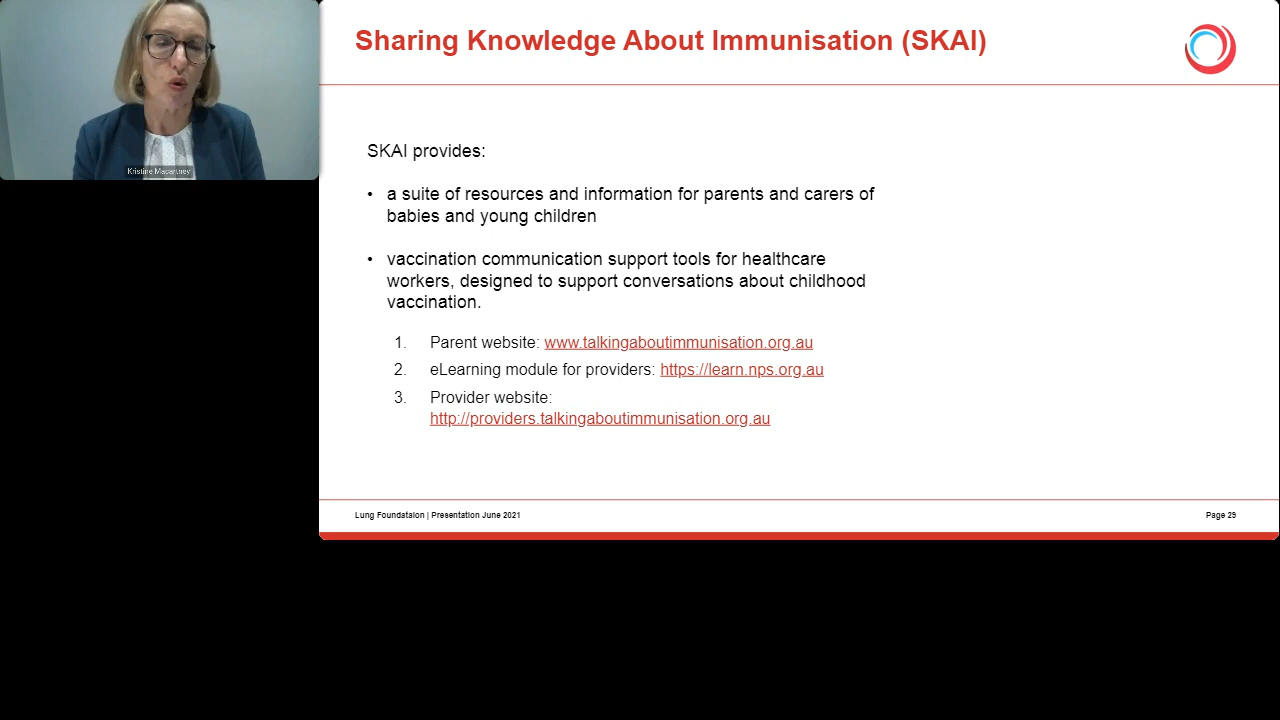 Sharing Knowledge About Immunisation (SKAI)
Kristine Macartney
SKAI provides:
• a suite of resources and information for parents and carers of
babies and young children
• vaccination communication support tools for healthcare
workers, designed to support conversations about childhood
vaccination.
1. Parent website: www.talkingaboutimmunisation.org.au
2. eLearning module for providers: https://learn.nps.org.au
3. Provider website:
http://providers.talkingaboutimmunisation.org.au
Lung Foundataion | Presentation June 2021
Page 29